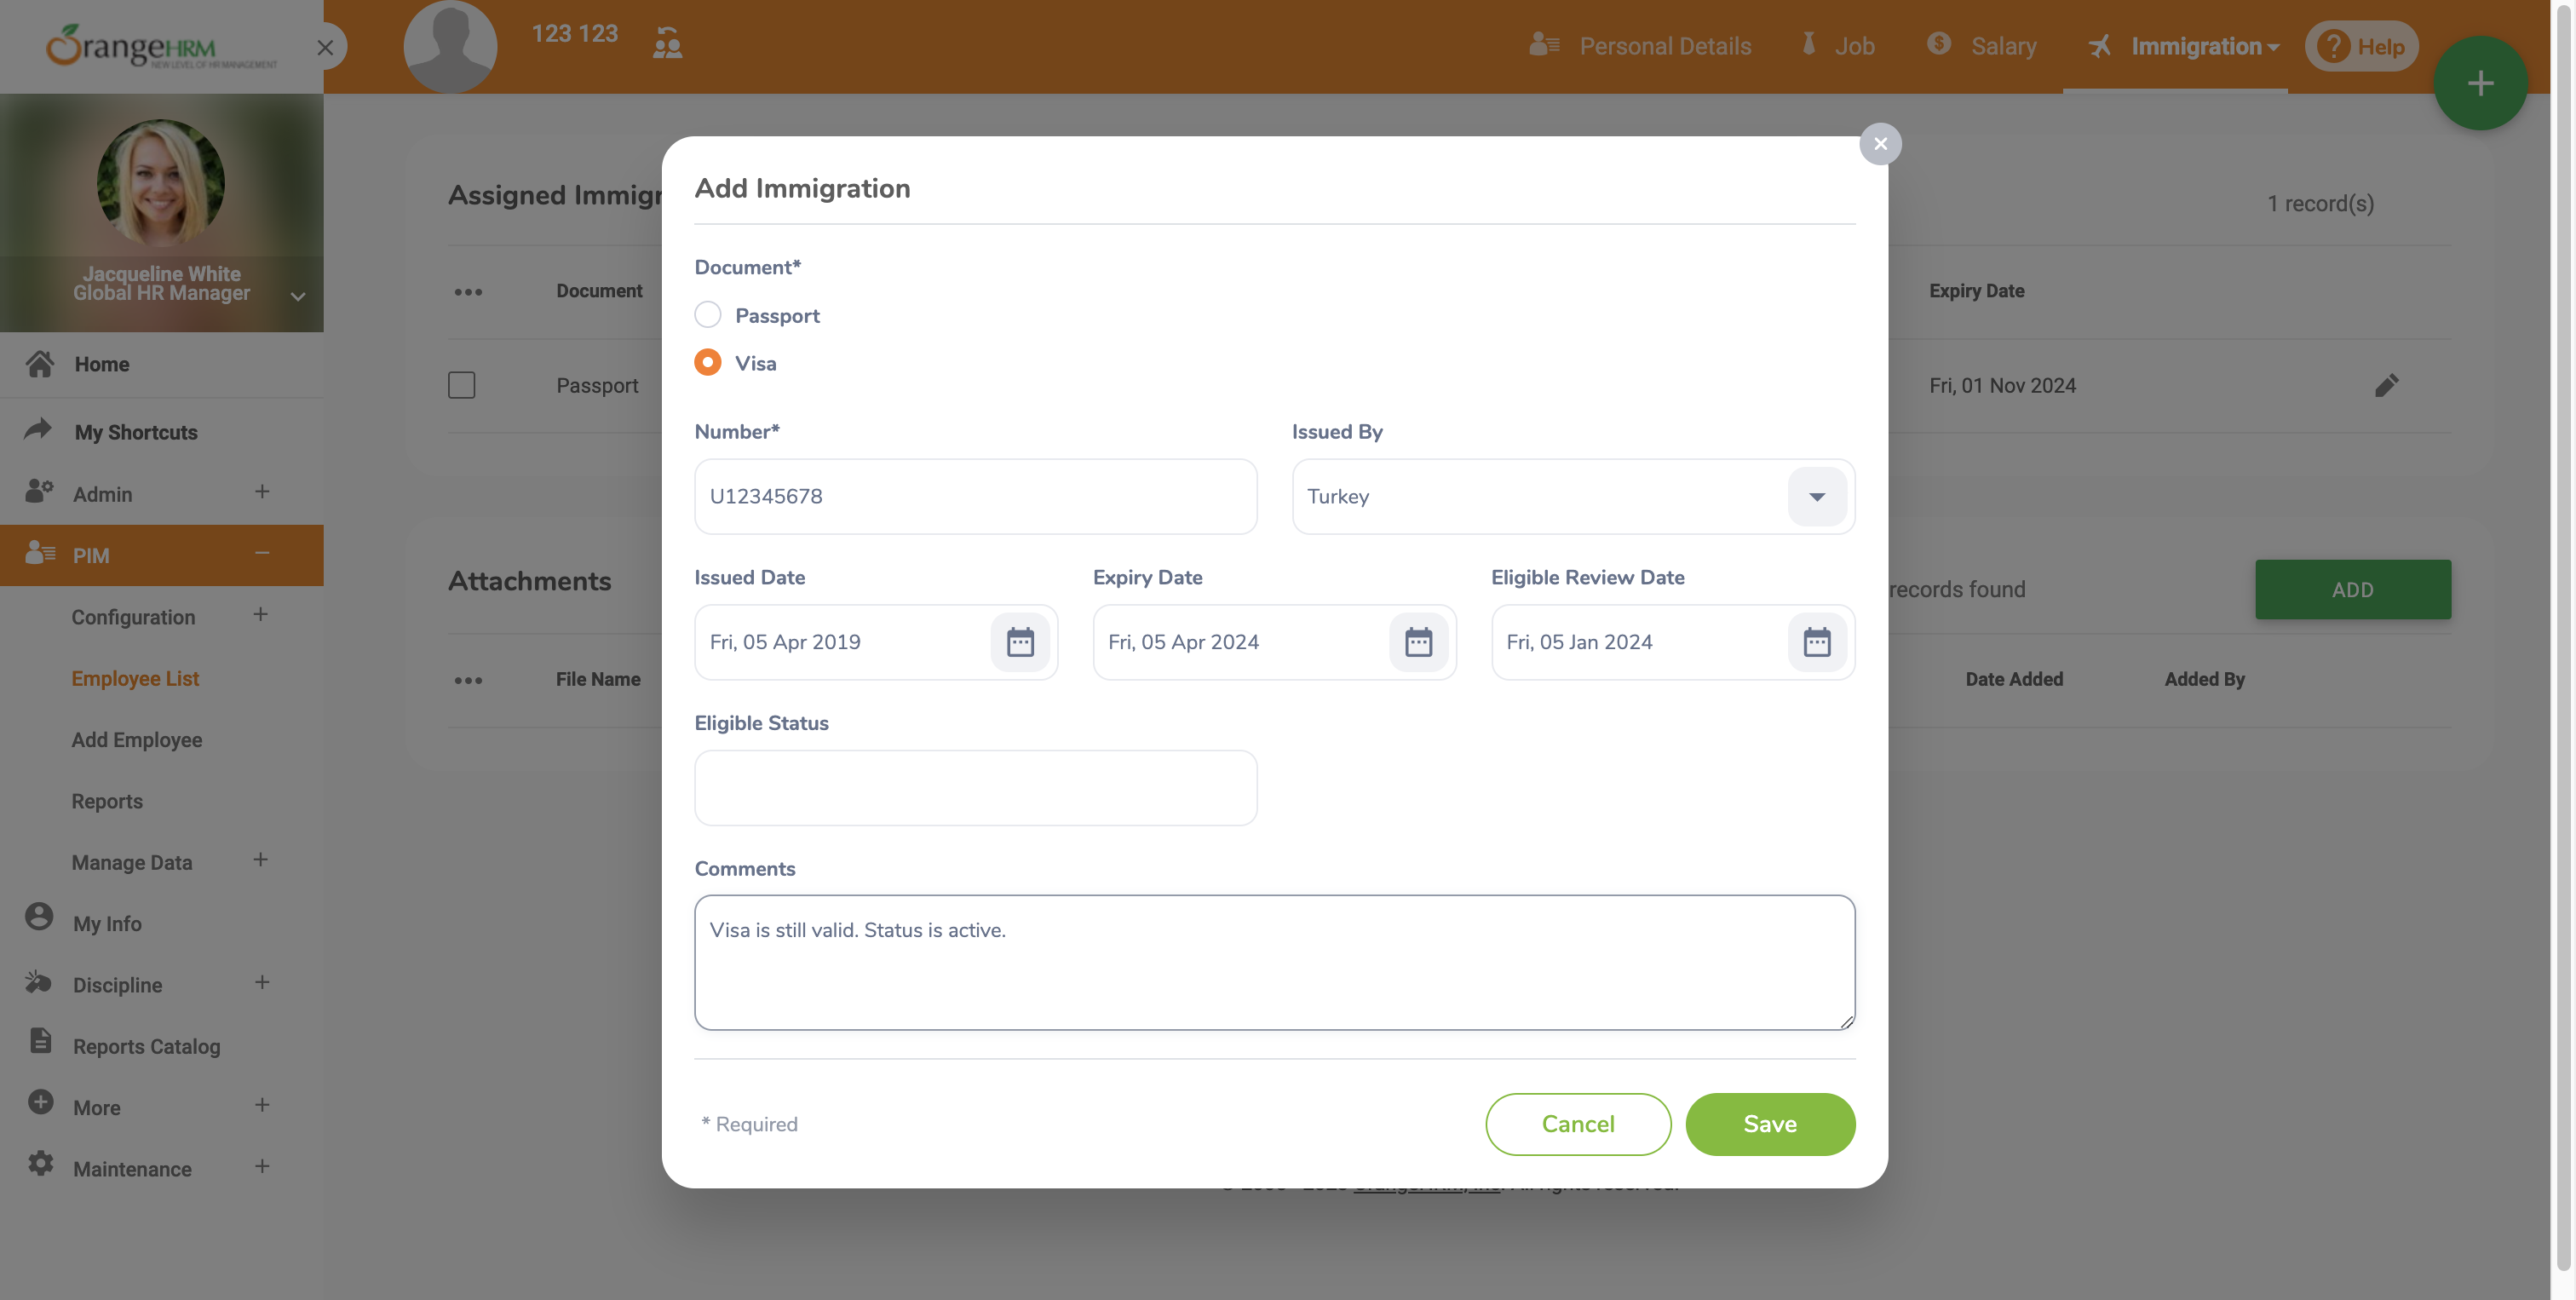 OrangeHRM
NEW LEVEL OF HR MANAGEMENT
123 123
Personal Details
Job
Salary
Immigration
Help
Jacqueline White
Global HR Manager
Home
My Shortcuts
Admin
PIM
Configuration
Employee List
Add Employee
Reports
Manage Data
My Info
Discipline
Reports Catalog
More
Maintenance
Assigned Immigr
1 record(s)
Document
Expiry Date
Passport
Fri, 01 Nov 2024
Attachments
records found
ADD
File Name
Date Added
Added By
Add Immigration
Document*
Passport
Visa
Number*
Issued By
U12345678
Turkey
Issued Date
Expiry Date
Eligible Review Date
Fri, 05 Apr 2019
Fri, 05 Apr 2024
Fri, 05 Jan 2024
Eligible Status
Comments
Visa is still valid. Status is active.
* Required
Cancel
Save